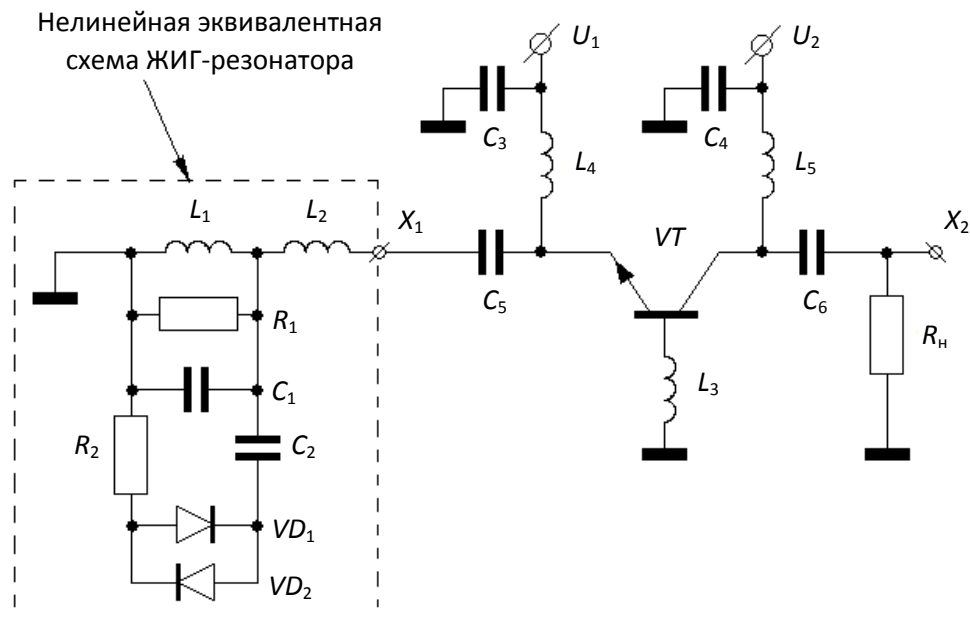 Нелинейная эквивалентная
схема ЖИГ-резонатора
U₁
U₂
C₃
C₄
L₄
L₅
L₁
L₂
X₁
VT
X₂
C₅
C₆
R₁
Rн
C₁
L₃
R₂
C₂
VD₁
VD₂